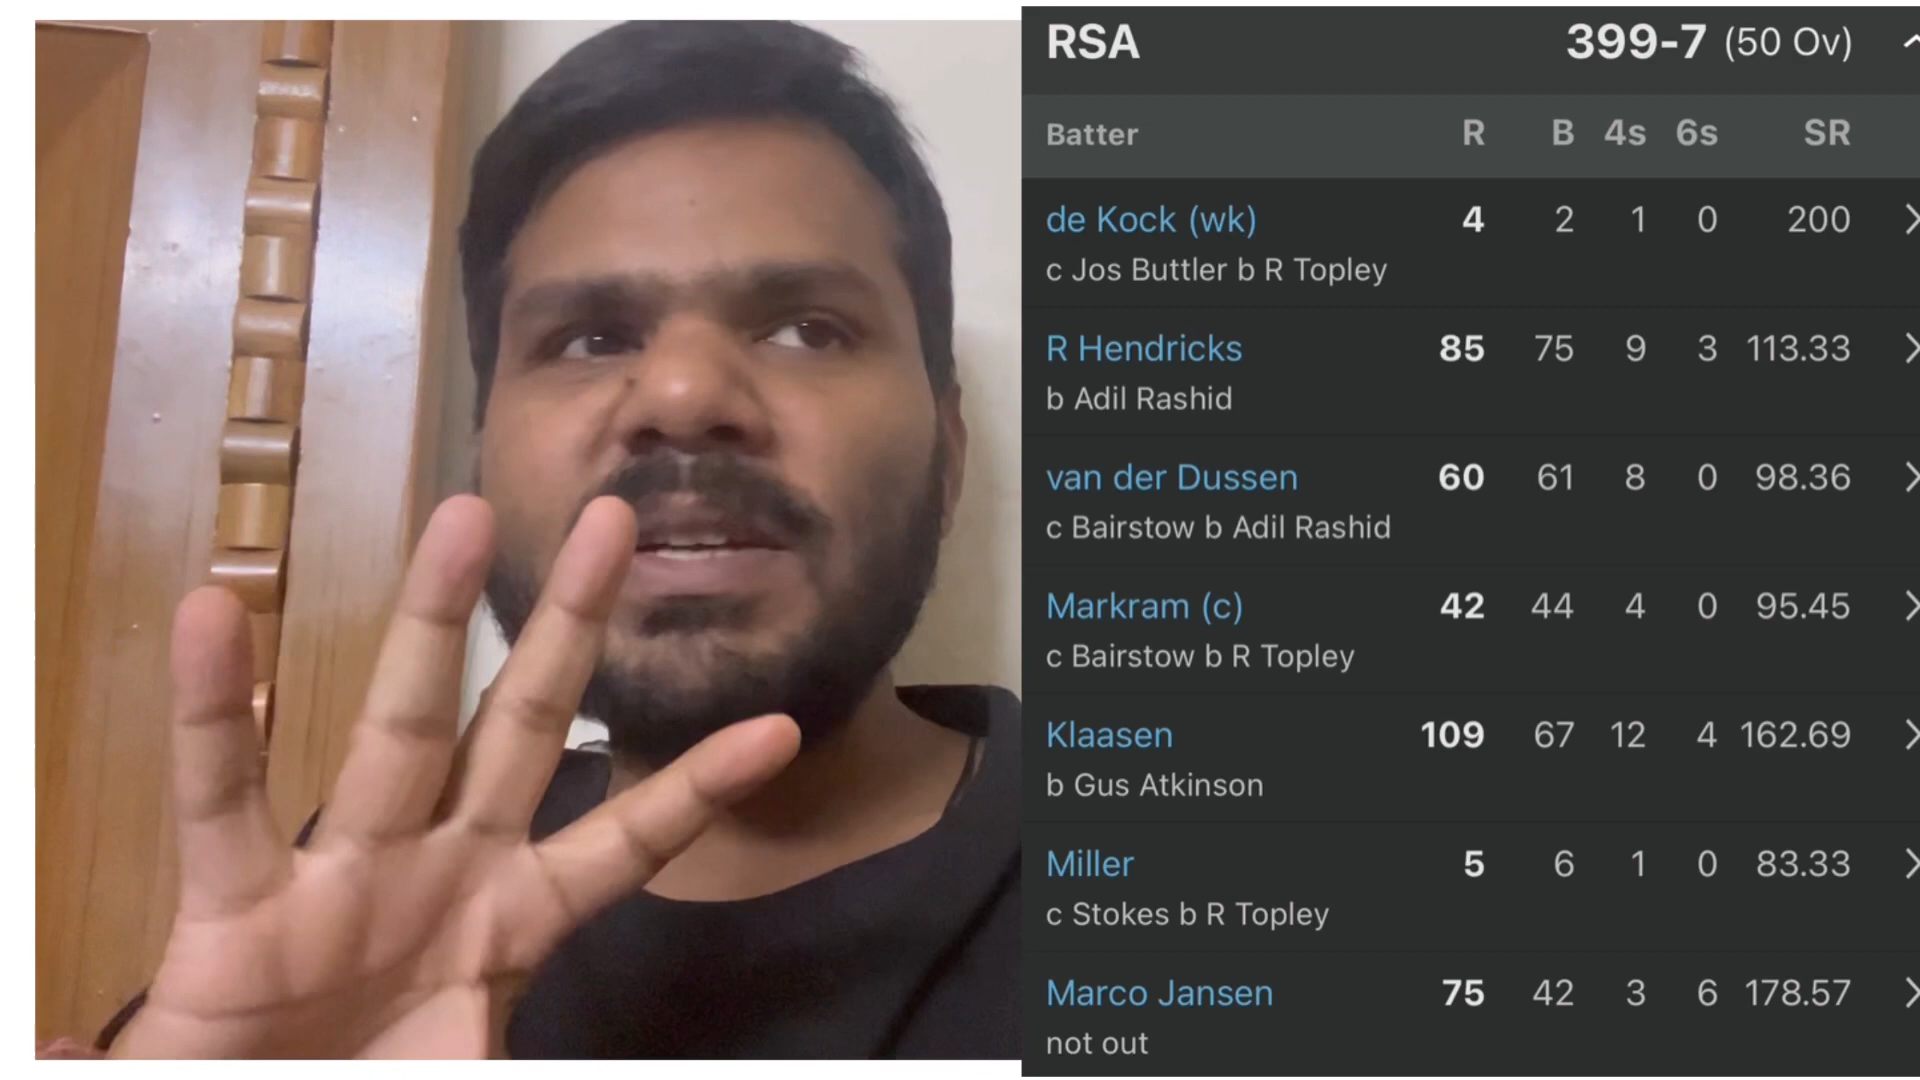 RSA 399-7 (50 Ov)
Batter R B 4s 6s SR
de Kock (wk) 4 2 1 0 200
c Jos Buttler b R Topley
R Hendricks 85 75 9 3 113.33
b Adil Rashid
van der Dussen 60 61 8 0 98.36
c Bairstow b Adil Rashid
Markram (c) 42 44 4 0 95.45
c Bairstow b R Topley
Klaasen 109 67 12 4 162.69
b Gus Atkinson
Miller 5 6 1 0 83.33
c Stokes b R Topley
Marco Jansen 75 42 3 6 178.57
not out